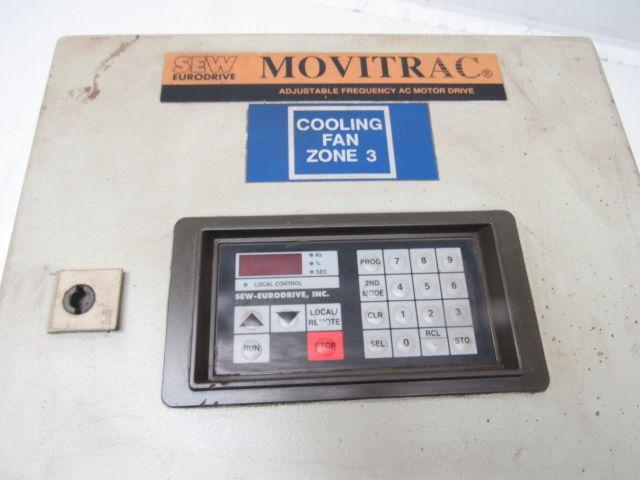 SEW
EURODRIVE
MOVITRAC®
ADJUSTABLE FREQUENCY AC MOTOR DRIVE
COOLING
FAN
ZONE 3
Hz
%
SEC
LOCAL CONTROL
SEW-EURODRIVE, INC.
LOCAL/
REMOTE
RUN
STOP
PROG 7 8 9
2ND
MODE 4 5 6
CLR 1 2 3
RCL
SEL 0 • STO